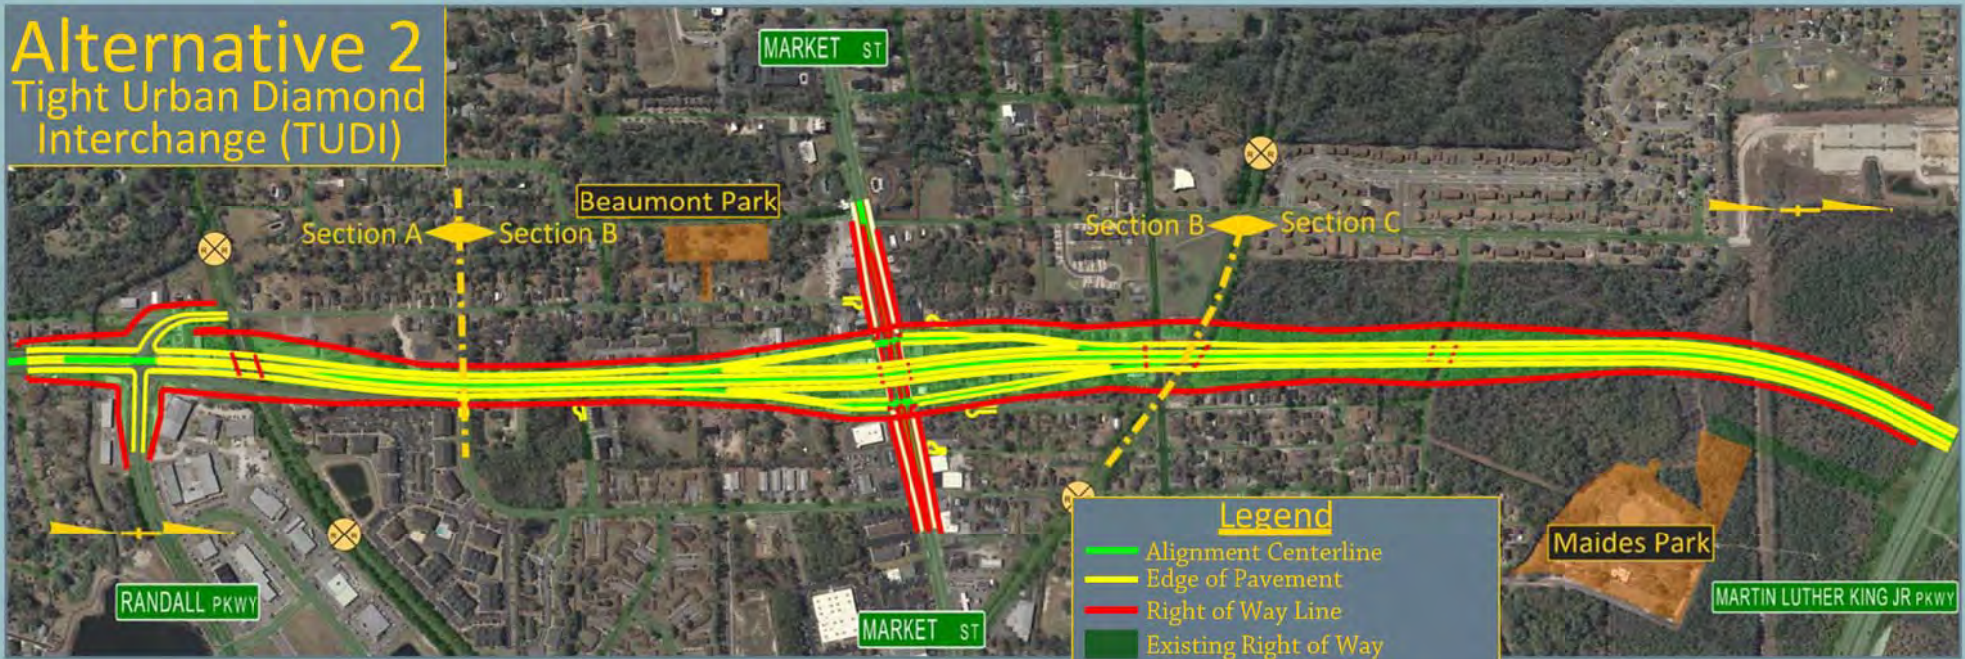 Alternative 2
Tight Urban Diamond
Interchange (TUDI)
MARKET ST
Beaumont Park
Section A
Section B
Section B
Section C
RANDALL PKWY
MARKET ST
Maides Park
MARTIN LUTHER KING JR PKWY
Legend
Alignment Centerline
Edge of Pavement
Right of Way Line
Existing Right of Way